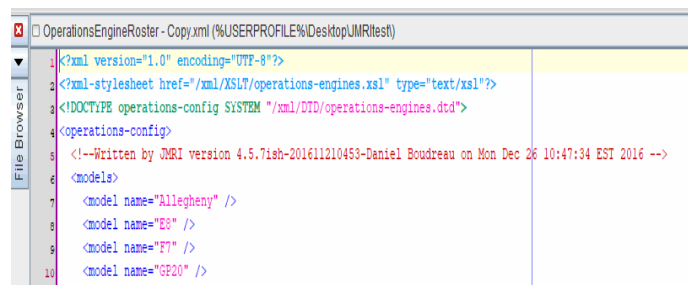 OperationsEngineRoster - Copy.xml (%USERPROFILE%\Desktop\JMRItest\)
File Browser
1 <?xml version="1.0" encoding="UTF-8"?>
2 <?xml-stylesheet href="/xml/XSLT/operations-engines.xsl" type="text/xsl"?>
3 <!DOCTYPE operations-config SYSTEM "/xml/DTD/operations-engines.dtd">
4 <operations-config>
5 <!--Written by JMRI version 4.5.7ish-201611210453-Daniel Boudreau on Mon Dec 26 10:47:34 EST 2016 -->
6 <models>
7 <model name="Allegheny" />
8 <model name="E8" />
9 <model name="F7" />
10 <model name="GP20" />